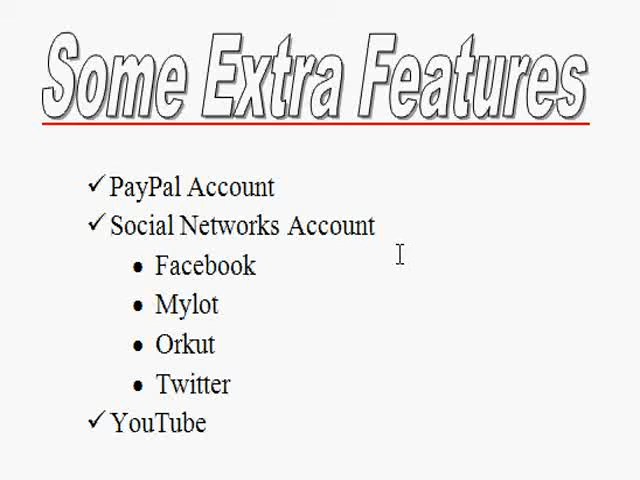 Some Extra Features
✓PayPal Account
✓Social Networks Account
• Facebook
• Mylot
• Orkut
• Twitter
✓YouTube